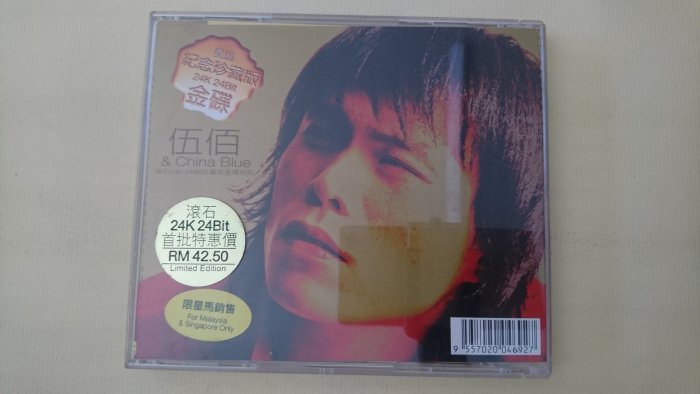 滾石
紀念珍藏版
24K 24Bit
金碟
伍佰
& China Blue
滾石
24K 24Bit
首批特惠價
RM 42.50
Limited Edition
限星馬銷售
For Malaysia
& Singapore Only
9 557020 046927